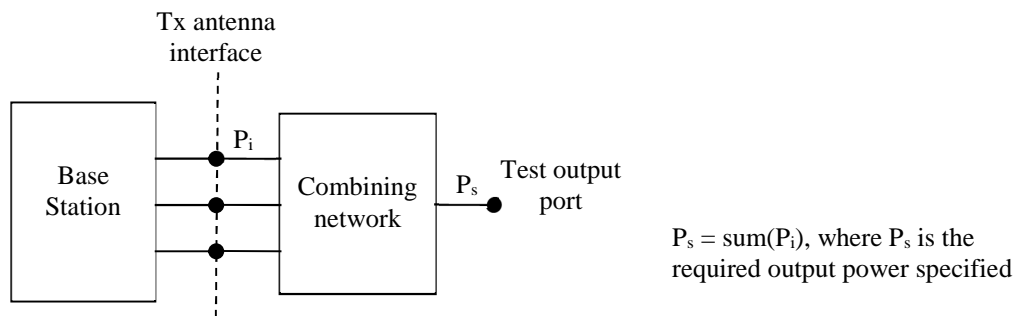 Tx antenna
interface
Base
Station
Pi
Combining
network
Ps
Test output
port
Ps = sum(Pi), where Ps is the
required output power specified